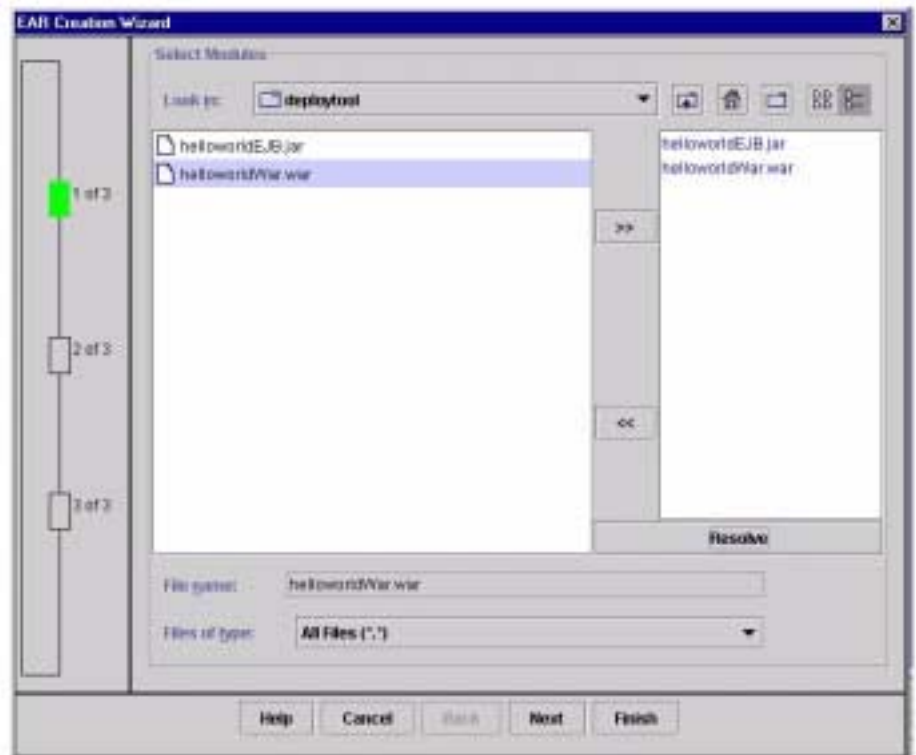 EAR Creation Wizard
Select Modules
Look in:
deploytool
helloworldEJB.jar
helloworldWar.war
helloworldEJB.jar
helloworldWar.war
1 of 3
>>
2 of 3
<<
3 of 3
Resolve
File name:
helloworldWar.war
Files of type:
All Files (*.*)
Help
Cancel
Back
Next
Finish